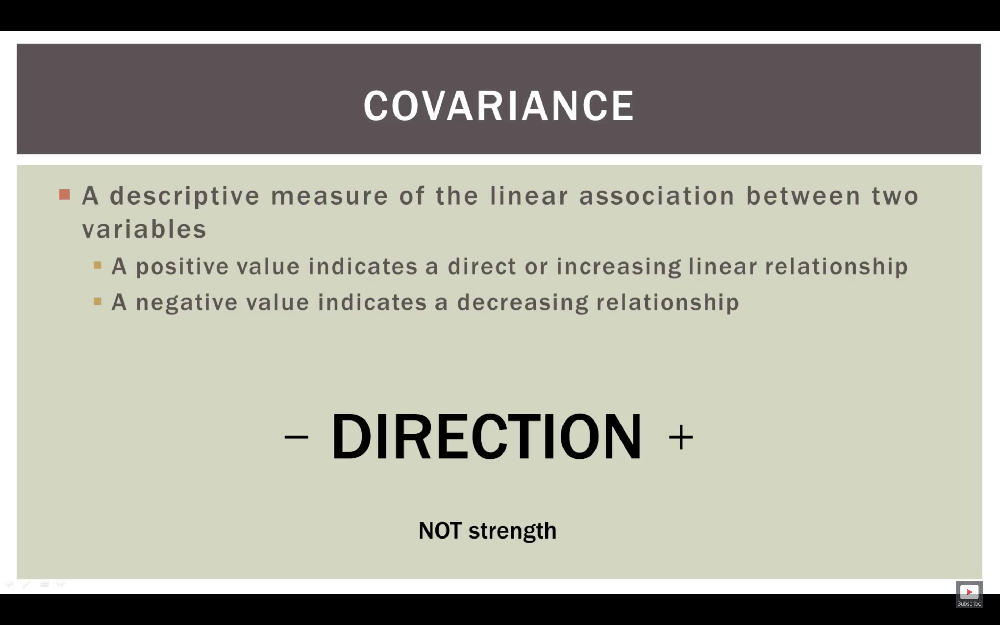 COVARIANCE
A descriptive measure of the linear association between two
variables
A positive value indicates a direct or increasing linear relationship
A negative value indicates a decreasing relationship
– DIRECTION +
NOT strength
Subscribe